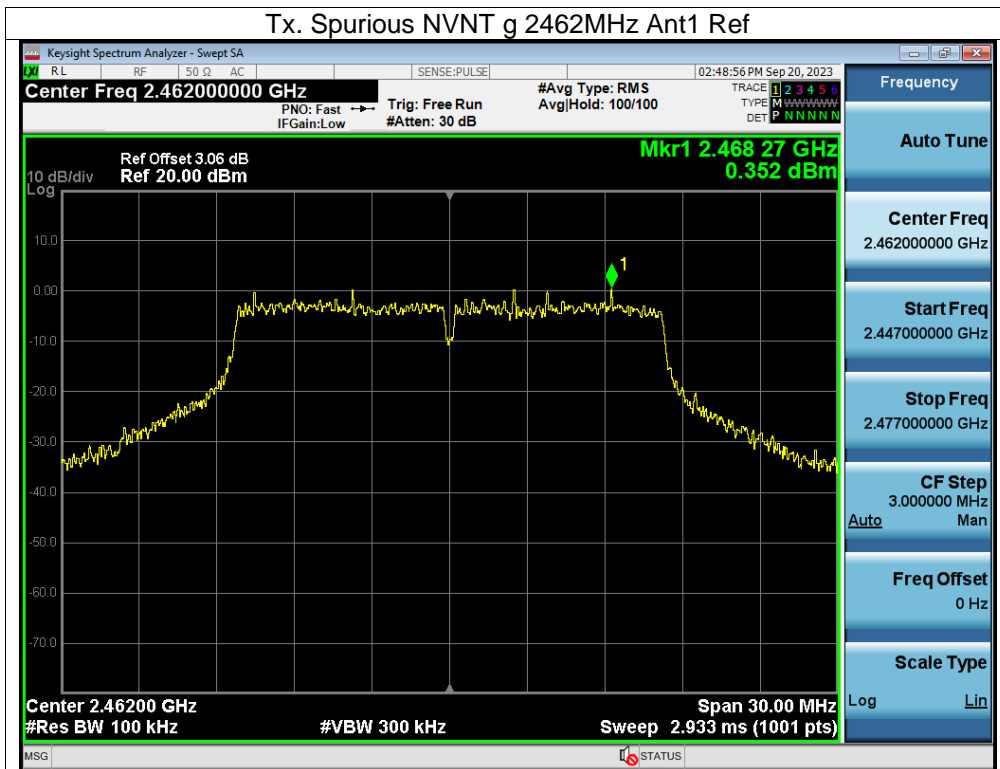 Tx. Spurious NVNT g 2462MHz Ant1 Ref
Keysight Spectrum Analyzer - Swept SA
LXI RL RF 50 Ω AC SENSE:PULSE 02:48:56 PM Sep 20, 2023
Center Freq 2.462000000 GHz
PNO: Fast
IFGain:Low
Trig: Free Run
#Atten: 30 dB
#Avg Type: RMS
Avg|Hold: 100/100
TRACE 1 2 3 4 5 6
TYPE M WWWWW
DET P N N N N N
Frequency
Auto Tune
Center Freq
2.462000000 GHz
Start Freq
2.447000000 GHz
Stop Freq
2.477000000 GHz
CF Step
3.000000 MHz
Auto Man
Freq Offset
0 Hz
Scale Type
Log Lin
Mkr1 2.468 27 GHz
0.352 dBm
Ref Offset 3.06 dB
10 dB/div Ref 20.00 dBm
Log
1
10.0
0.00
-10.0
-20.0
-30.0
-40.0
-50.0
-60.0
-70.0
Center 2.46200 GHz Span 30.00 MHz
#Res BW 100 kHz #VBW 300 kHz Sweep 2.933 ms (1001 pts)
MSG STATUS